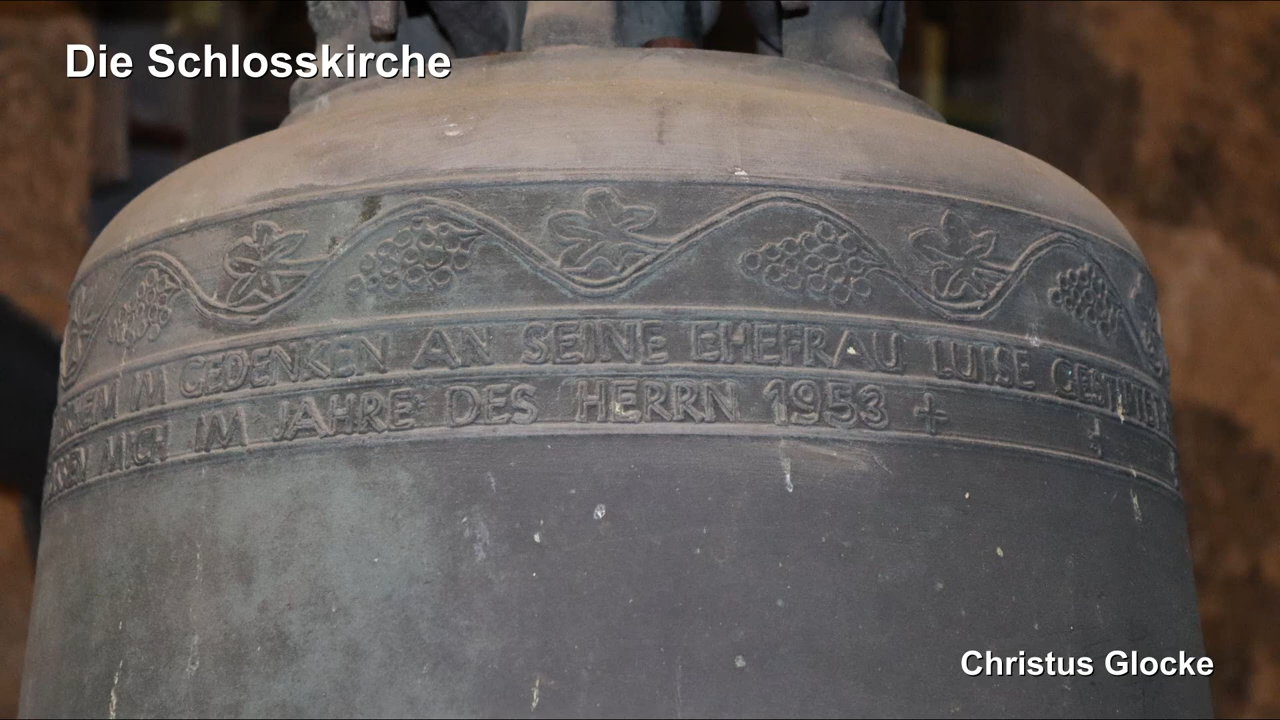 Die Schlosskirche
IM GEDENKEN AN SEINE EHEFRAU LUISE
MICH IM JAHRE DES HERRN 1953 +
Christus Glocke